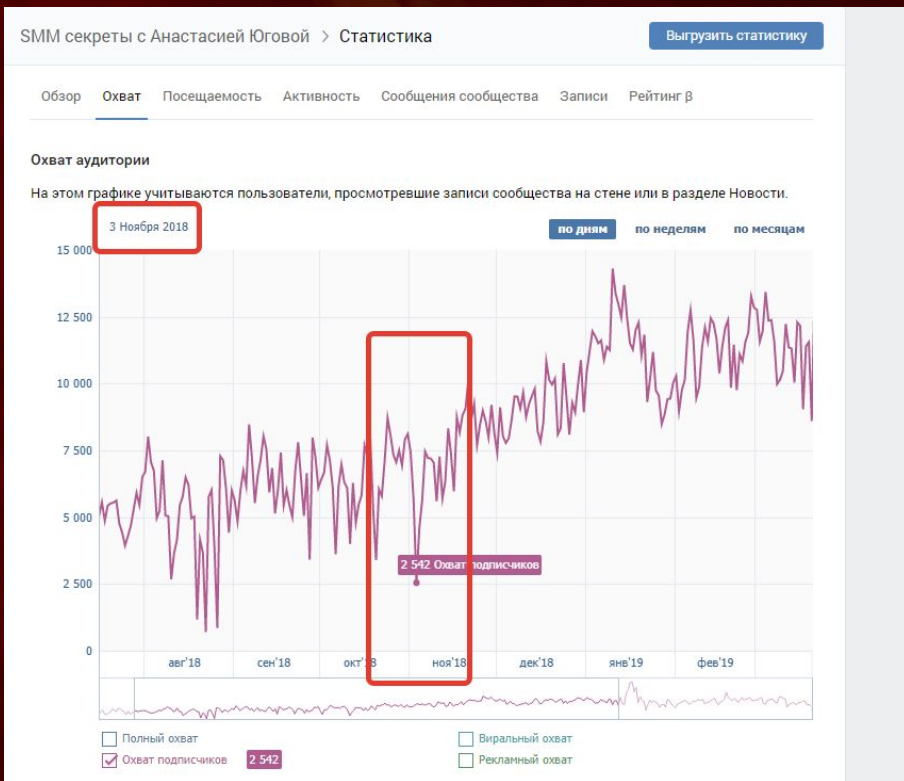 SMM секреты с Анастасией Юговой > Статистика
Выгрузить статистику
Обзор Охват Посещаемость Активность Сообщения сообщества Записи Рейтинг β
Охват аудитории
На этом графике учитываются пользователи, просмотревшие записи сообщества на стене или в разделе Новости.
3 Ноября 2018
по дням по неделям по месяцам
15 000
12 500
10 000
7 500
5 000
2 542 Охват подписчиков
2 500
0
авг'18 сен'18 окт'18 ноя'18 дек'18 янв'19 фев'19
Полный охват
Виральный охват
Охват подписчиков 2 542
Рекламный охват